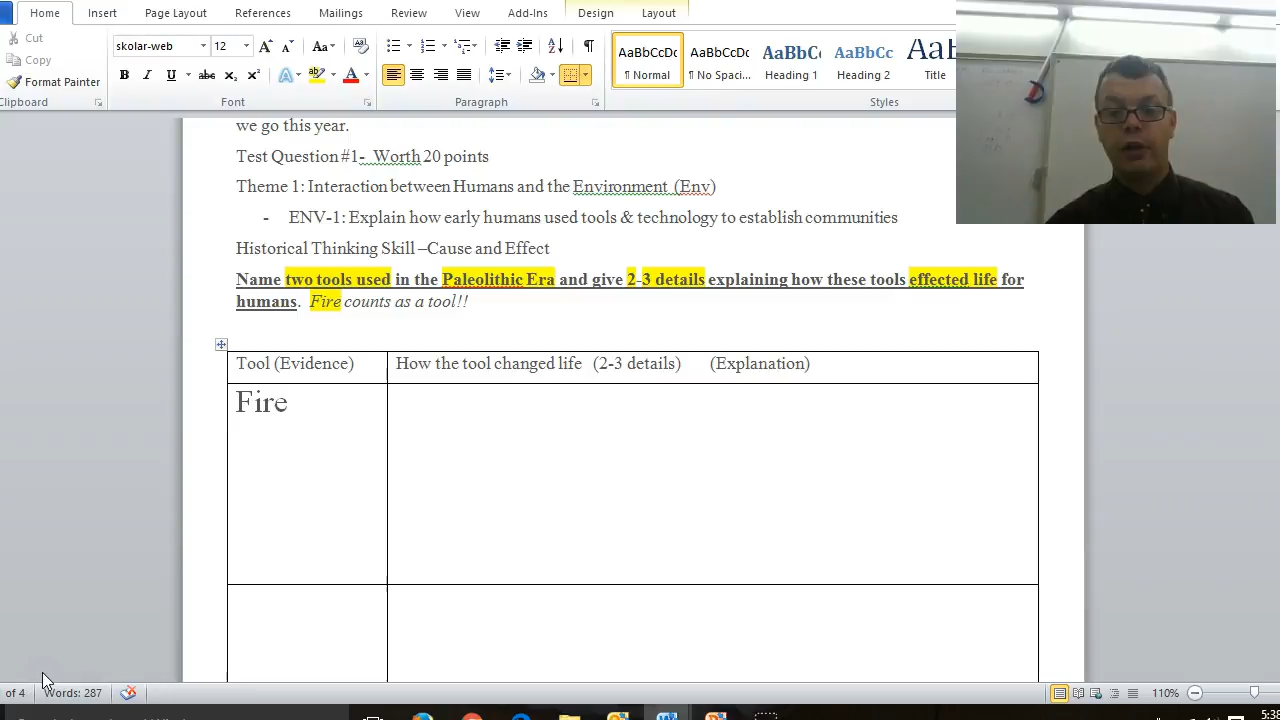 Home Insert Page Layout References Mailings Review View Add-Ins Design Layout
Cut
Copy
Format Painter
Clipboard
skolar-web 12
Font
Paragraph
AaBbCcDc AaBbCcDc AaBbCc AaBbCc AaB
¶ Normal ¶ No Spaci... Heading 1 Heading 2 Title
Styles
we go this year.
Test Question #1- Worth 20 points
Theme 1: Interaction between Humans and the Environment (Env)
- ENV-1: Explain how early humans used tools & technology to establish communities
Historical Thinking Skill –Cause and Effect
Name two tools used in the Paleolithic Era and give 2-3 details explaining how these tools effected life for
humans. Fire counts as a tool!!
Tool (Evidence) How the tool changed life (2-3 details) (Explanation)
Fire
of 4 Words: 287 110%